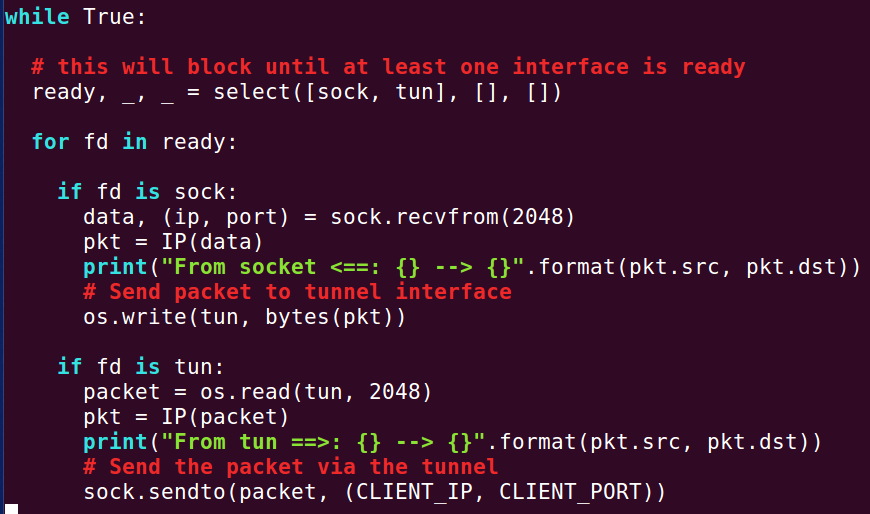 while True:
  # this will block until at least one interface is ready
  ready, _, _ = select([sock, tun], [], [])
  for fd in ready:
    if fd is sock:
      data, (ip, port) = sock.recvfrom(2048)
      pkt = IP(data)
      print("From socket <==: {} --> {}".format(pkt.src, pkt.dst))
      # Send packet to tunnel interface
      os.write(tun, bytes(pkt))
    if fd is tun:
      packet = os.read(tun, 2048)
      pkt = IP(packet)
      print("From tun ==>: {} --> {}".format(pkt.src, pkt.dst))
      # Send the packet via the tunnel
      sock.sendto(packet, (CLIENT_IP, CLIENT_PORT))